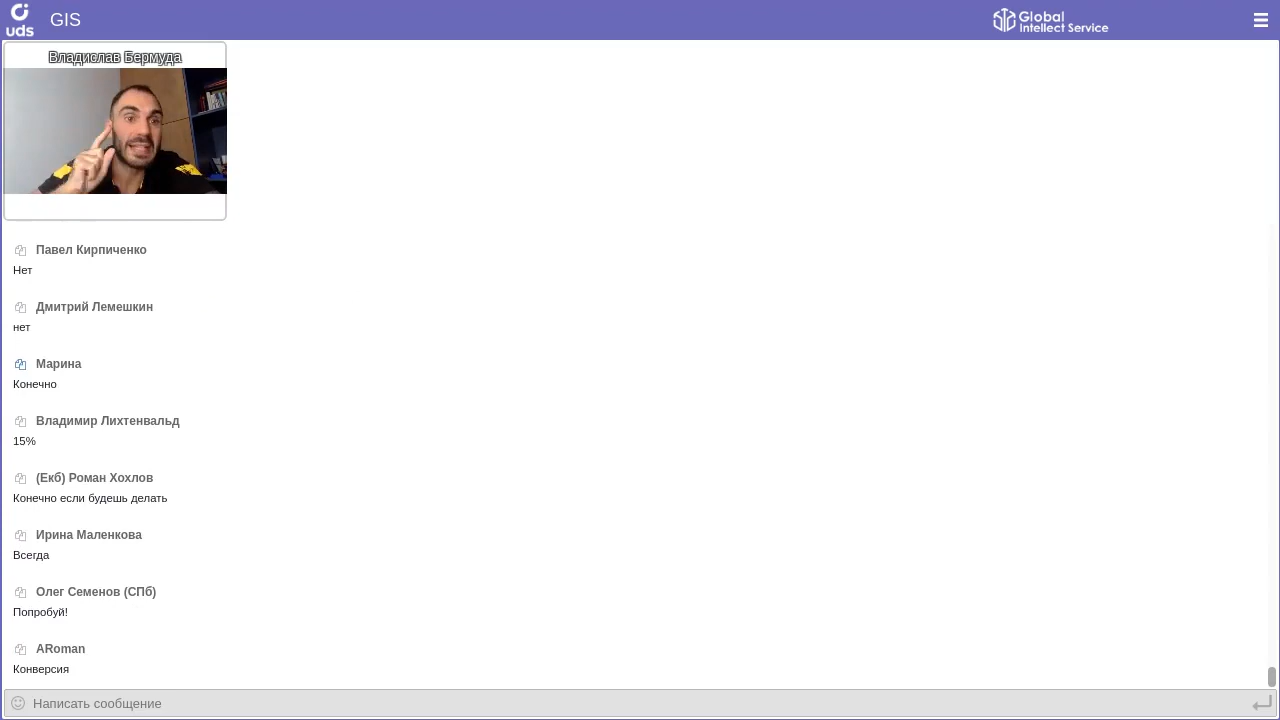 uds
GIS
Global
Intellect Service
Владислав Бермуда
Павел Кирпиченко
Нет
Дмитрий Лемешкин
нет
Марина
Конечно
Владимир Лихтенвальд
15%
(Екб) Роман Хохлов
Конечно если будешь делать
Ирина Маленкова
Всегда
Олег Семенов (СПб)
Попробуй!
ARoman
Конверсия
Написать сообщение